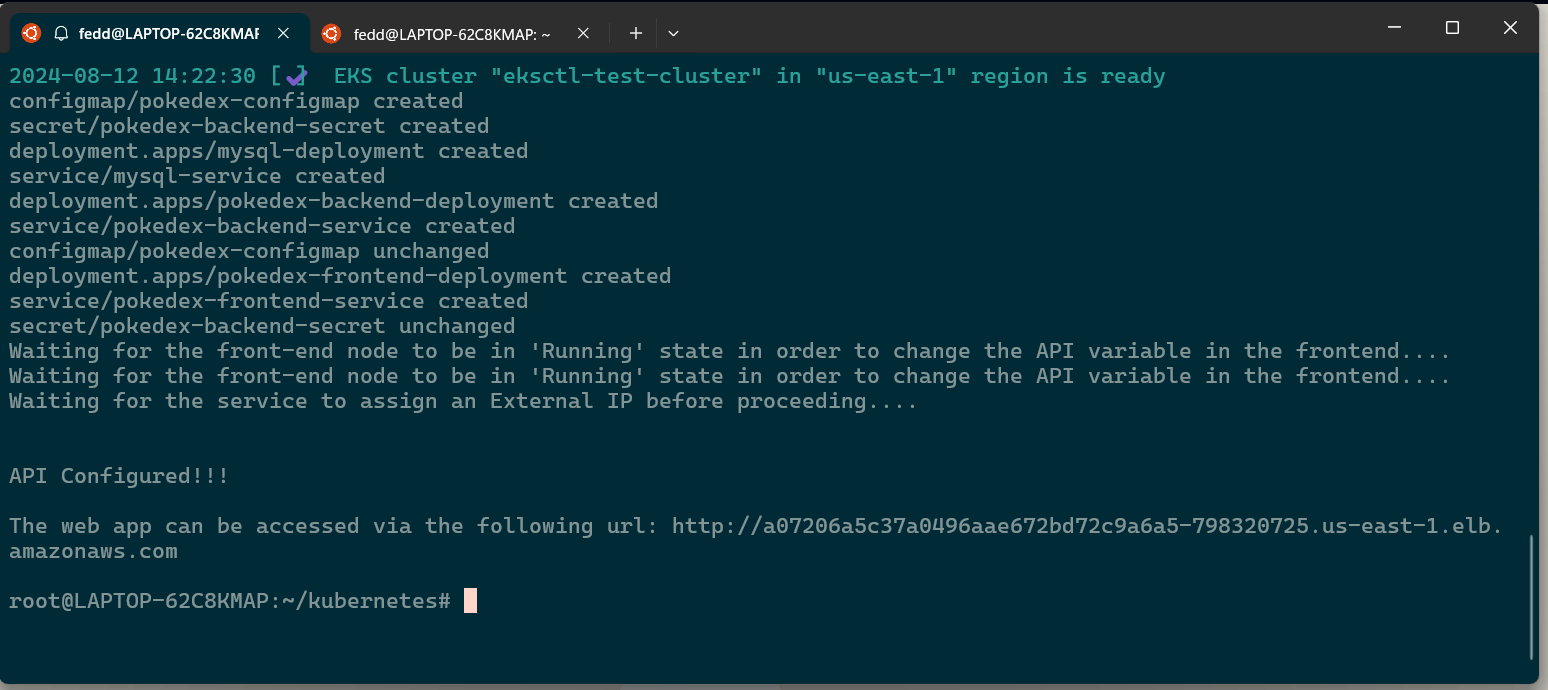 fedd@LAPTOP-62C8KMAP
fedd@LAPTOP-62C8KMAP: ~
2024-08-12 14:22:30 [✔]  EKS cluster "eksctl-test-cluster" in "us-east-1" region is ready
configmap/pokedex-configmap created
secret/pokedex-backend-secret created
deployment.apps/mysql-deployment created
service/mysql-service created
deployment.apps/pokedex-backend-deployment created
service/pokedex-backend-service created
configmap/pokedex-configmap unchanged
deployment.apps/pokedex-frontend-deployment created
service/pokedex-frontend-service created
secret/pokedex-backend-secret unchanged
Waiting for the front-end node to be in 'Running' state in order to change the API variable in the frontend....
Waiting for the front-end node to be in 'Running' state in order to change the API variable in the frontend....
Waiting for the service to assign an External IP before proceeding....
API Configured!!!
The web app can be accessed via the following url: http://a07206a5c37a0496aae672bd72c9a6a5-798320725.us-east-1.elb.
amazonaws.com
root@LAPTOP-62C8KMAP:~/kubernetes#